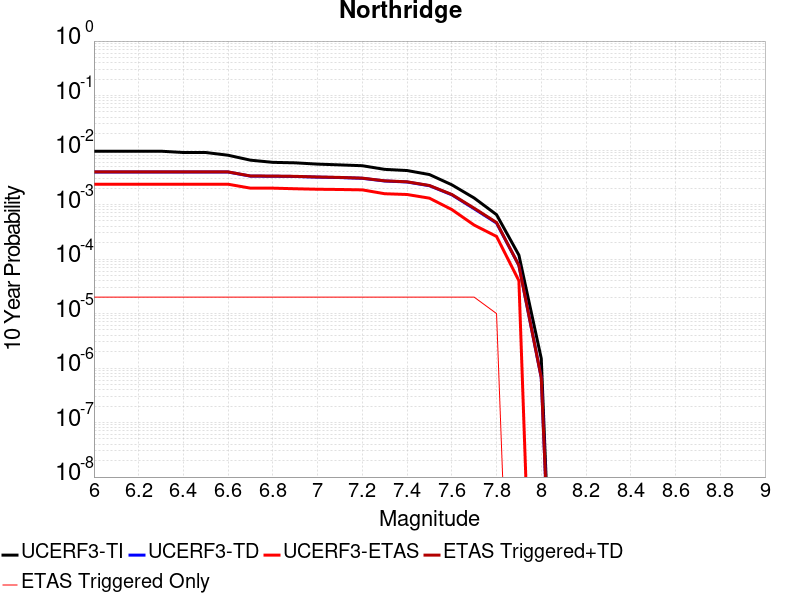 Northridge
10 0
10 -1
10 -2
10 -3
10 -4
10 -5
10 -6
10 -7
10 -8
10 Year Probability
6 6.2 6.4 6.6 6.8 7 7.2 7.4 7.6 7.8 8 8.2 8.4 8.6 8.8 9
Magnitude
UCERF3-TI UCERF3-TD UCERF3-ETAS ETAS Triggered+TD
ETAS Triggered Only